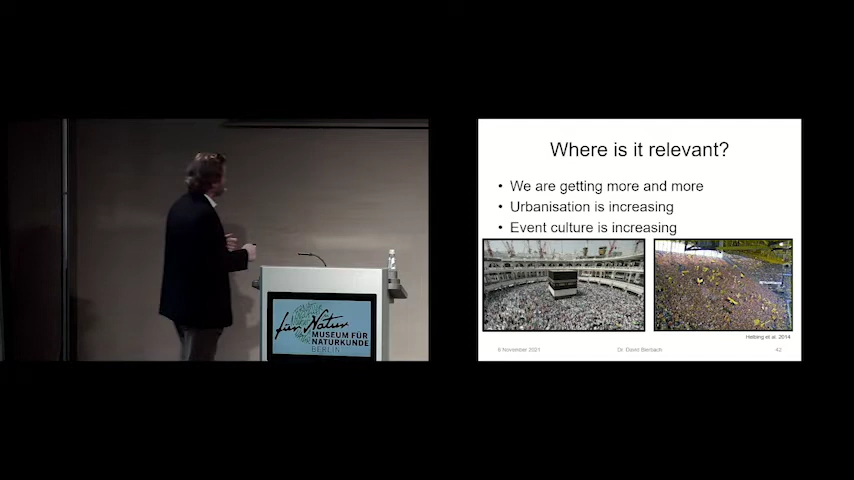 für Natur
MUSEUM FÜR
NATURKUNDE
BERLIN
Where is it relevant?
• We are getting more and more
• Urbanisation is increasing
• Event culture is increasing
Helbing et al. 2014
6 November 2021
Dr. David Bierbach
42